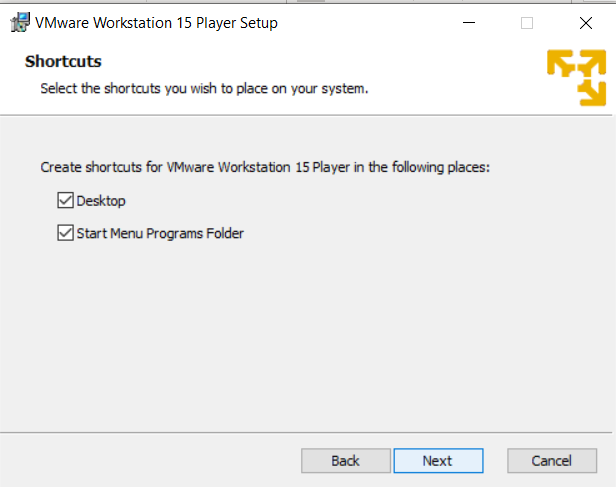 VMware Workstation 15 Player Setup
Shortcuts
Select the shortcuts you wish to place on your system.
Create shortcuts for VMware Workstation 15 Player in the following places:
Desktop
Start Menu Programs Folder
Back Next Cancel